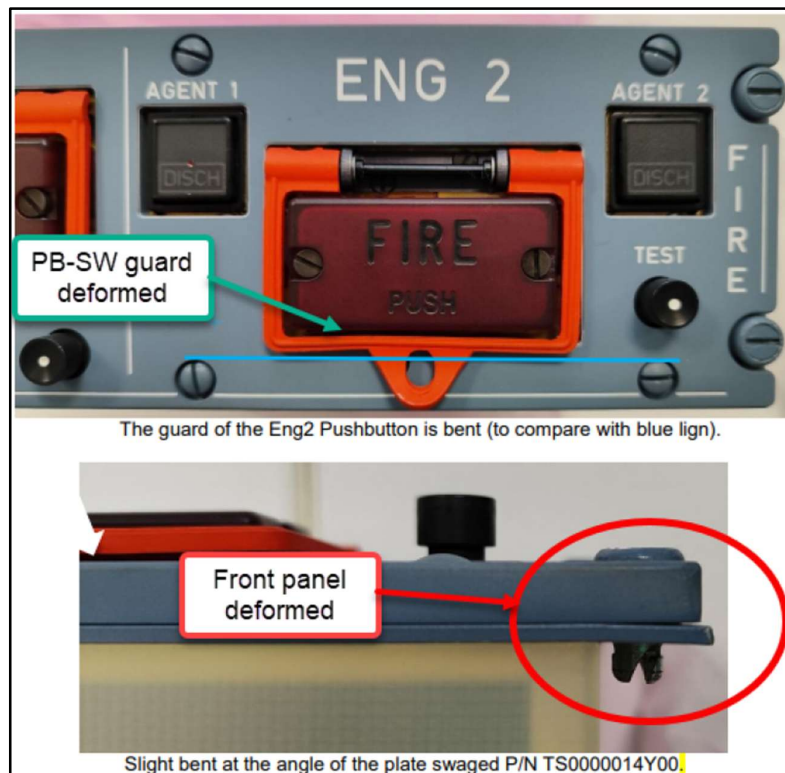 AGENT 1
ENG 2
AGENT 2
DISCH
DISCH
FIRE
FIRE
PUSH
TEST
PB-SW guard
deformed
The guard of the Eng2 Pushbutton is bent (to compare with blue lign).
Front panel
deformed
Slight bent at the angle of the plate swaged P/N TS0000014Y00.